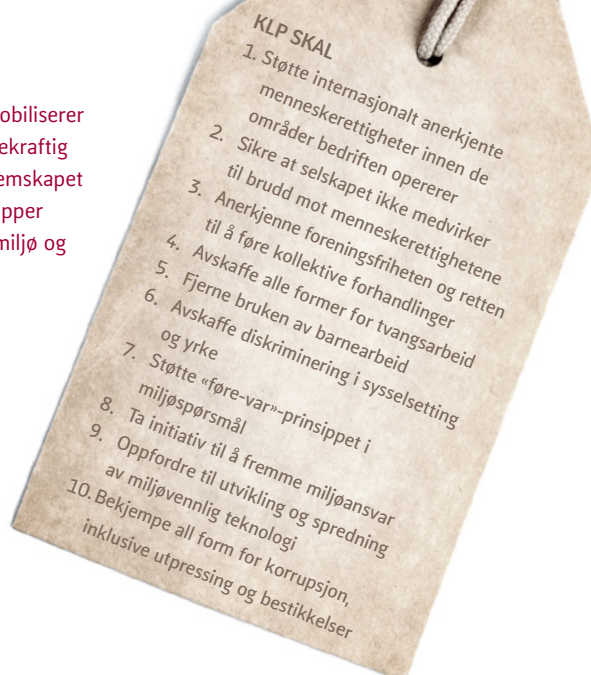 obiliserer
ekraftig
emskapet
pper
miljø og
KLP SKAL
1. Støtte internasjonalt anerkjente
menneskerettigheter innen de
områder bedriften opererer
2. Sikre at selskapet ikke medvirker
til brudd mot menneskerettighetene
3. Anerkjenne foreningsfriheten og retten
til å føre kollektive forhandlinger
4. Avskaffe alle former for tvangsarbeid
5. Fjerne bruken av barnearbeid
6. Avskaffe diskriminering i sysselsetting
og yrke
7. Støtte «føre-var»-prinsippet i
miljøspørsmål
8. Ta initiativ til å fremme miljøansvar
9. Oppfordre til utvikling og spredning
av miljøvennlig teknologi
10. Bekjempe all form for korrupsjon,
inklusive utpressing og bestikkelser